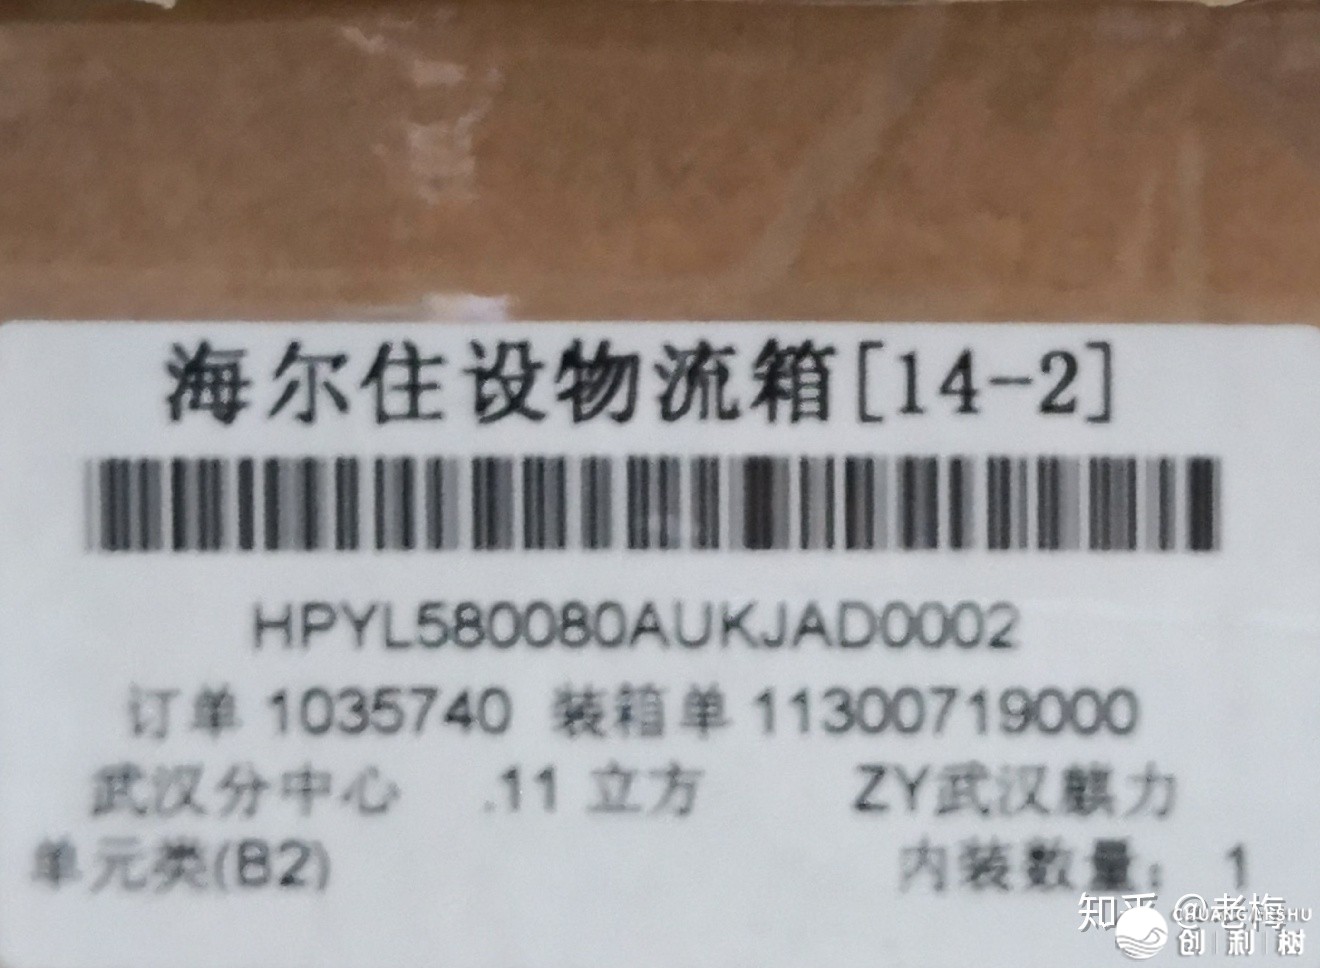 海尔住设物流箱[14-2]
HPYL580080AUKJAD0002
订单 1035740 装箱单 11300719000
武汉分中心 .11 立方 ZY武汉麒力
单元类(B2) 内装数量: 1
知乎 @老梅
创利树